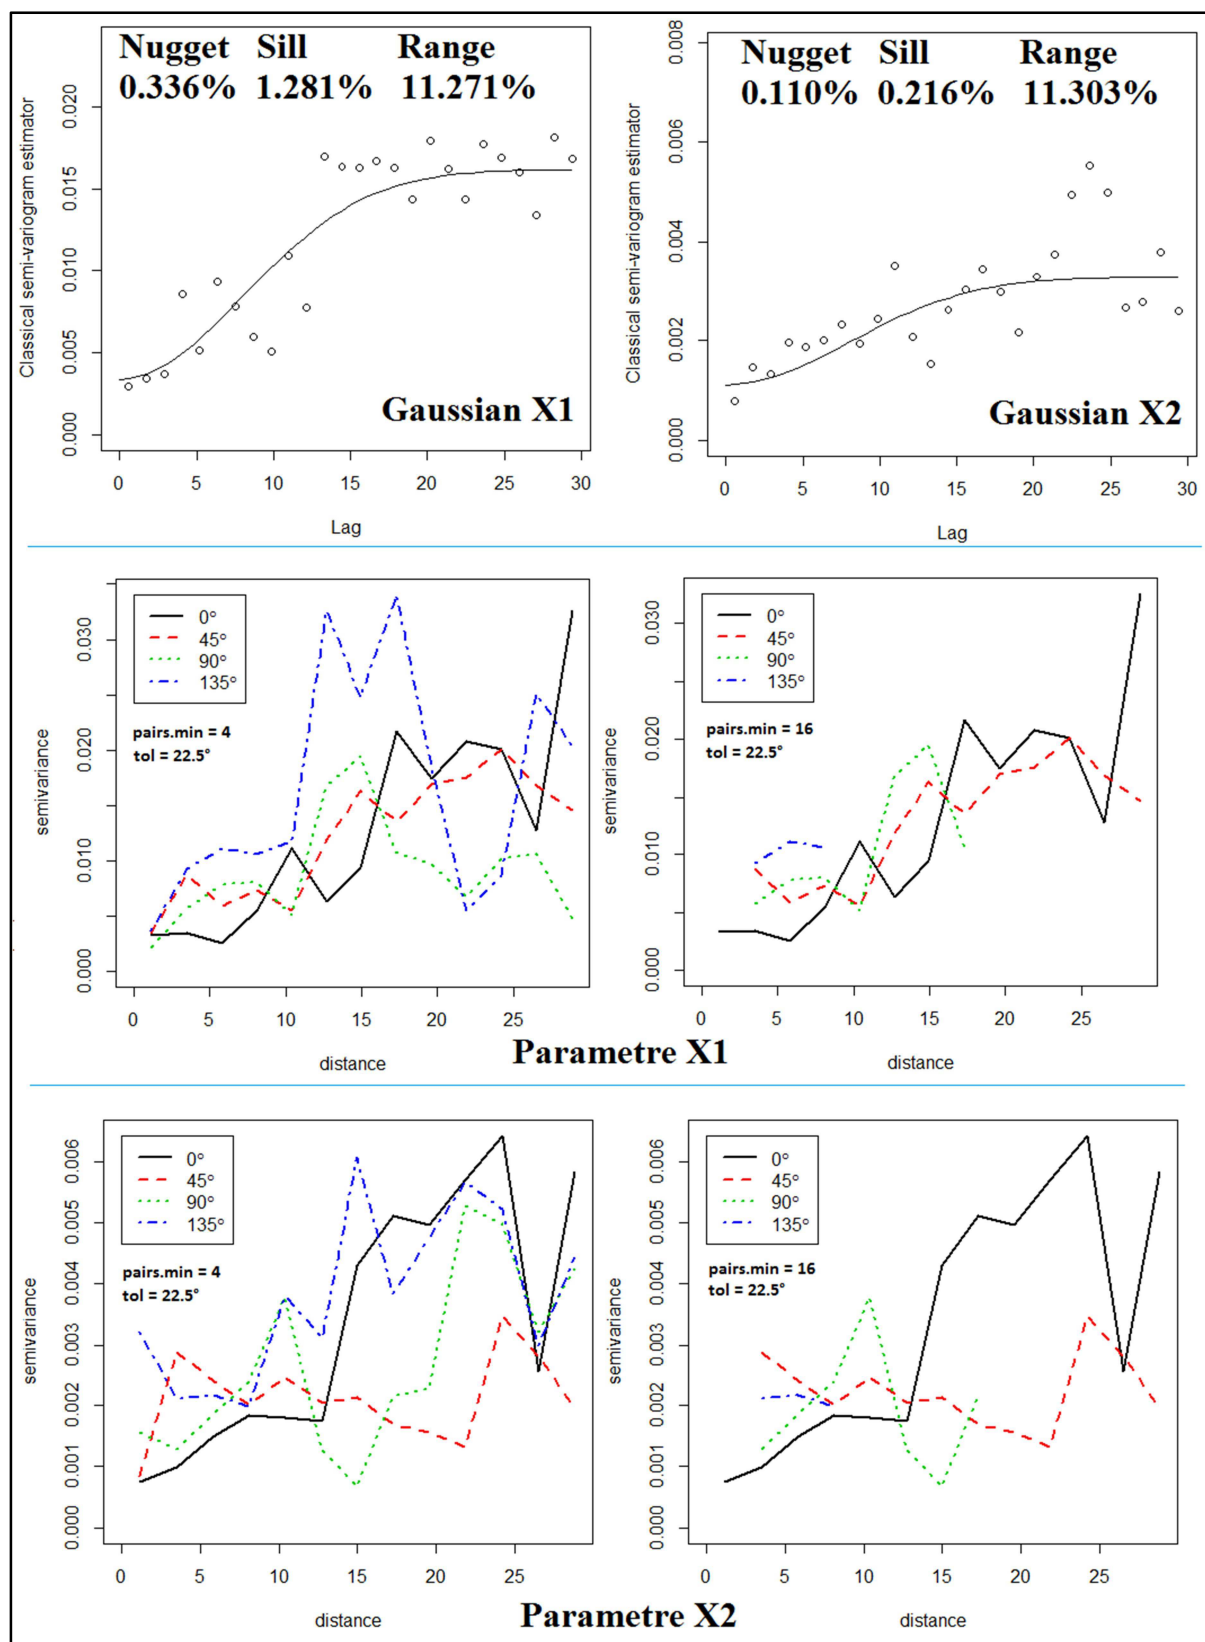 Nugget Sill Range
0.336% 1.281% 11.271%
Classical semi-variogram estimator
0.000 0.005 0.010 0.015 0.020
Gaussian X1
0 5 10 15 20 25 30
Lag
Nugget Sill Range
0.110% 0.216% 11.303%
Classical semi-variogram estimator
0.000 0.002 0.004 0.006 0.008
Gaussian X2
0 5 10 15 20 25 30
Lag
0°
45°
90°
135°
pairs.min = 4
tol = 22.5°
semivariance
0.000 0.010 0.020 0.030
0 5 10 15 20 25
distance
0°
45°
90°
135°
pairs.min = 16
tol = 22.5°
semivariance
0.000 0.010 0.020 0.030
0 5 10 15 20 25
distance
Parametre X1
0°
45°
90°
135°
pairs.min = 4
tol = 22.5°
semivariance
0.000 0.001 0.002 0.003 0.004 0.005 0.006
0 5 10 15 20 25
distance
0°
45°
90°
135°
pairs.min = 16
tol = 22.5°
semivariance
0.000 0.001 0.002 0.003 0.004 0.005 0.006
0 5 10 15 20 25
distance
Parametre X2